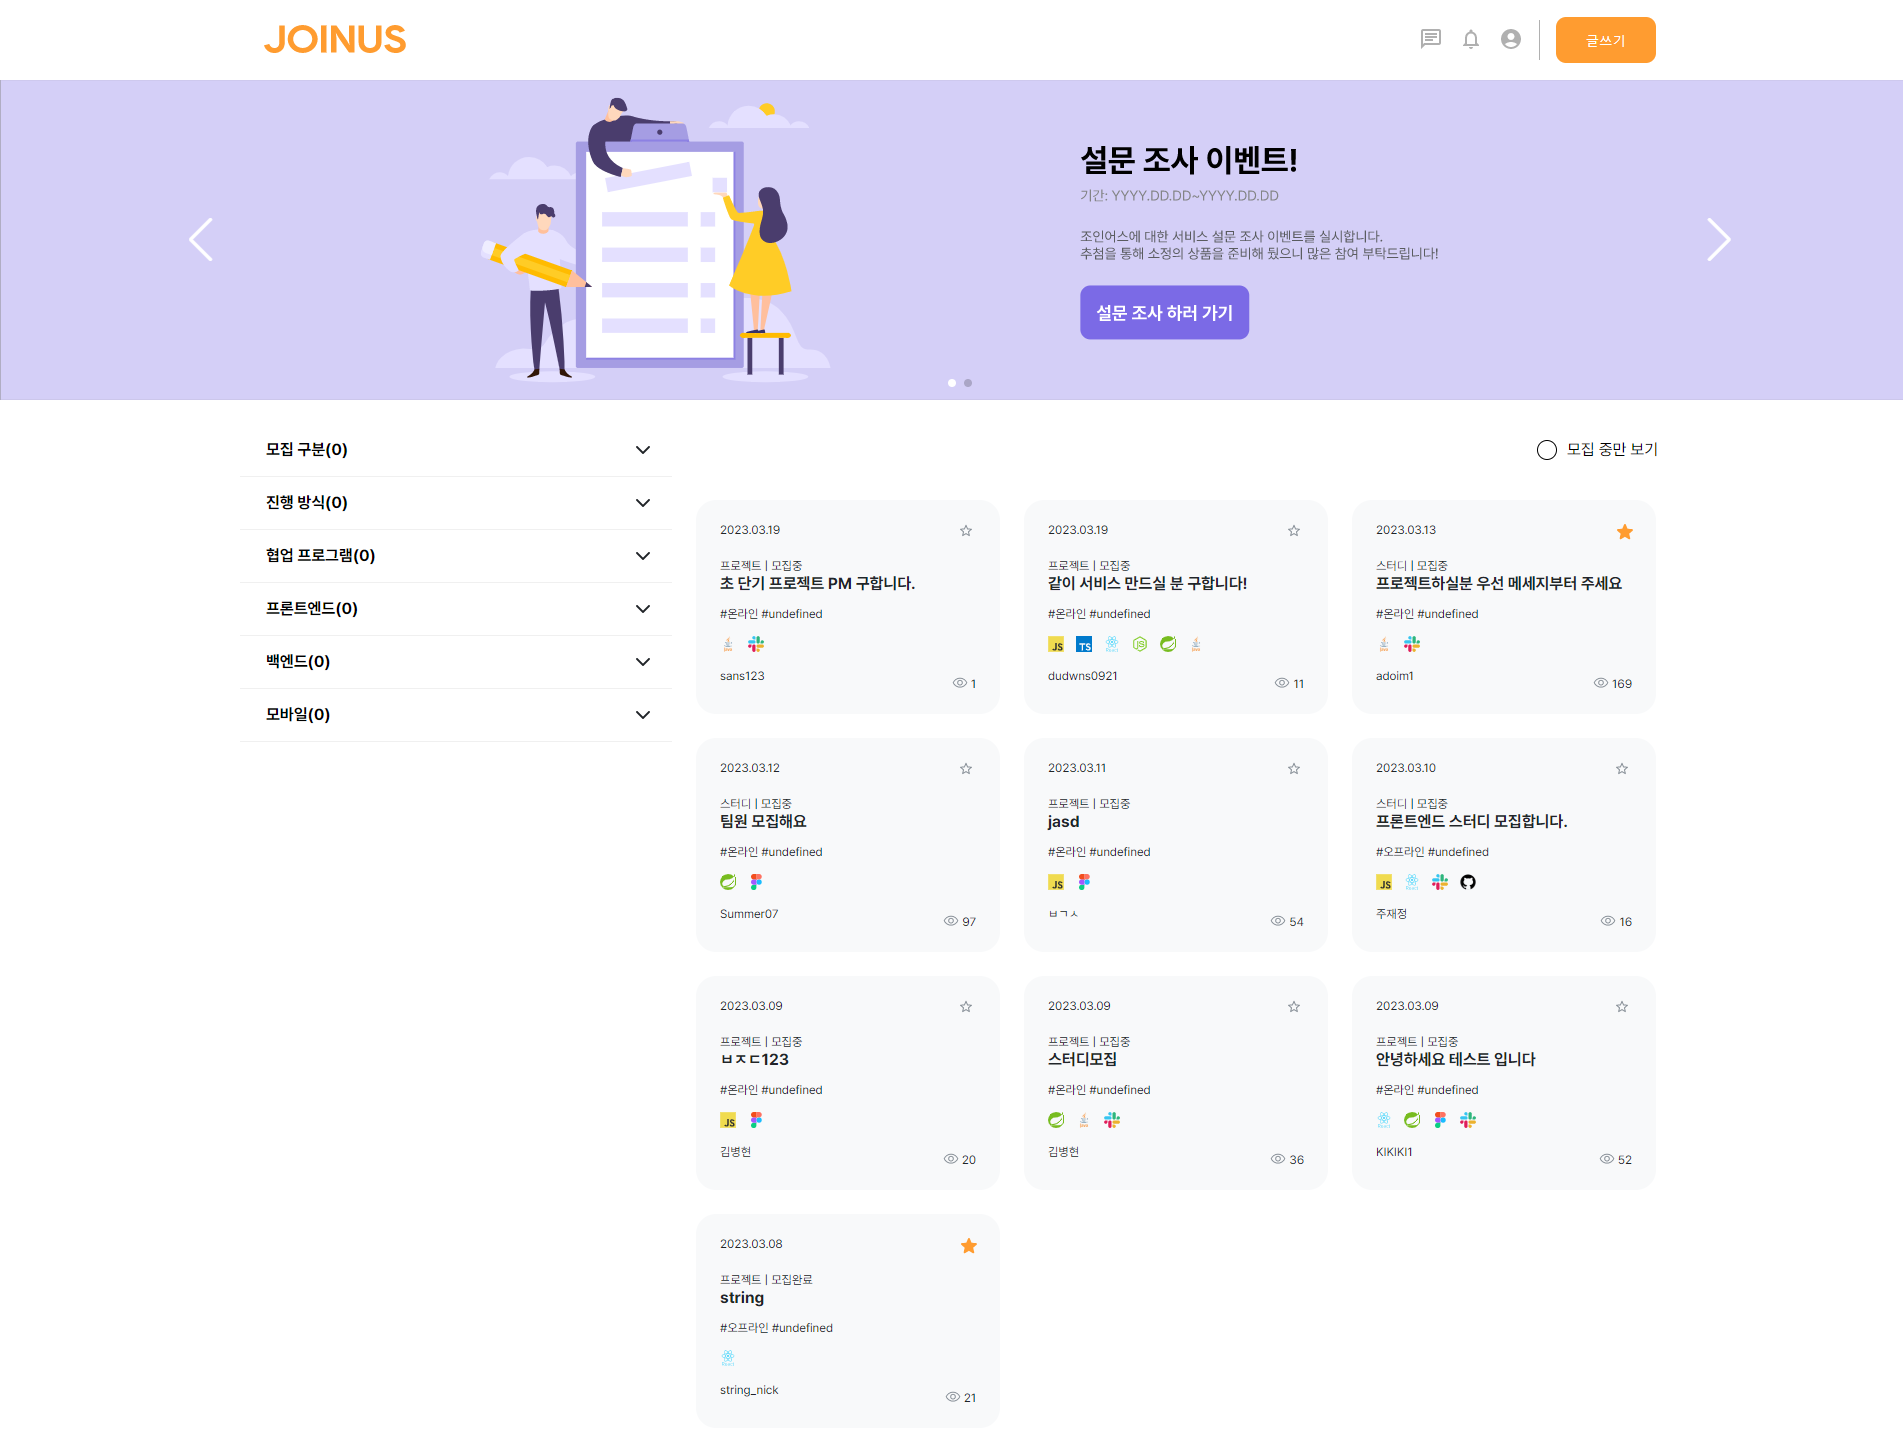 JOINUS
글쓰기
설문 조사 이벤트!
기간: YYYY.DD.DD~YYYY.DD.DD
조인어스에 대한 서비스 설문 조사 이벤트를 실시합니다.
추첨을 통해 소정의 상품을 준비해 뒀으니 많은 참여 부탁드립니다!
설문 조사 하러 가기
모집 구분(0)
진행 방식(0)
협업 프로그램(0)
프론트엔드(0)
백엔드(0)
모바일(0)
모집 중만 보기
2023.03.19
프로젝트 | 모집중
초 단기 프로젝트 PM 구합니다.
#온라인 #undefined
Java
sans123
1
2023.03.19
프로젝트 | 모집중
같이 서비스 만드실 분 구합니다!
#온라인 #undefined
JS TS React JS Java
dudwns0921
11
2023.03.13
스터디 | 모집중
프로젝트하실분 우선 메세지부터 주세요
#온라인 #undefined
Java
adoim1
169
2023.03.12
스터디 | 모집중
팀원 모집해요
#온라인 #undefined
Summer07
97
2023.03.11
프로젝트 | 모집중
jasd
#온라인 #undefined
JS
ㅂㄱㅅ
54
2023.03.10
스터디 | 모집중
프론트엔드 스터디 모집합니다.
#오프라인 #undefined
JS React
주재정
16
2023.03.09
프로젝트 | 모집중
ㅂㅈㄷ123
#온라인 #undefined
JS
김병현
20
2023.03.09
프로젝트 | 모집중
스터디모집
#온라인 #undefined
Java
김병현
36
2023.03.09
프로젝트 | 모집중
안녕하세요 테스트 입니다
#온라인 #undefined
React
KIKIKI1
52
2023.03.08
프로젝트 | 모집완료
string
#오프라인 #undefined
React
string_nick
21